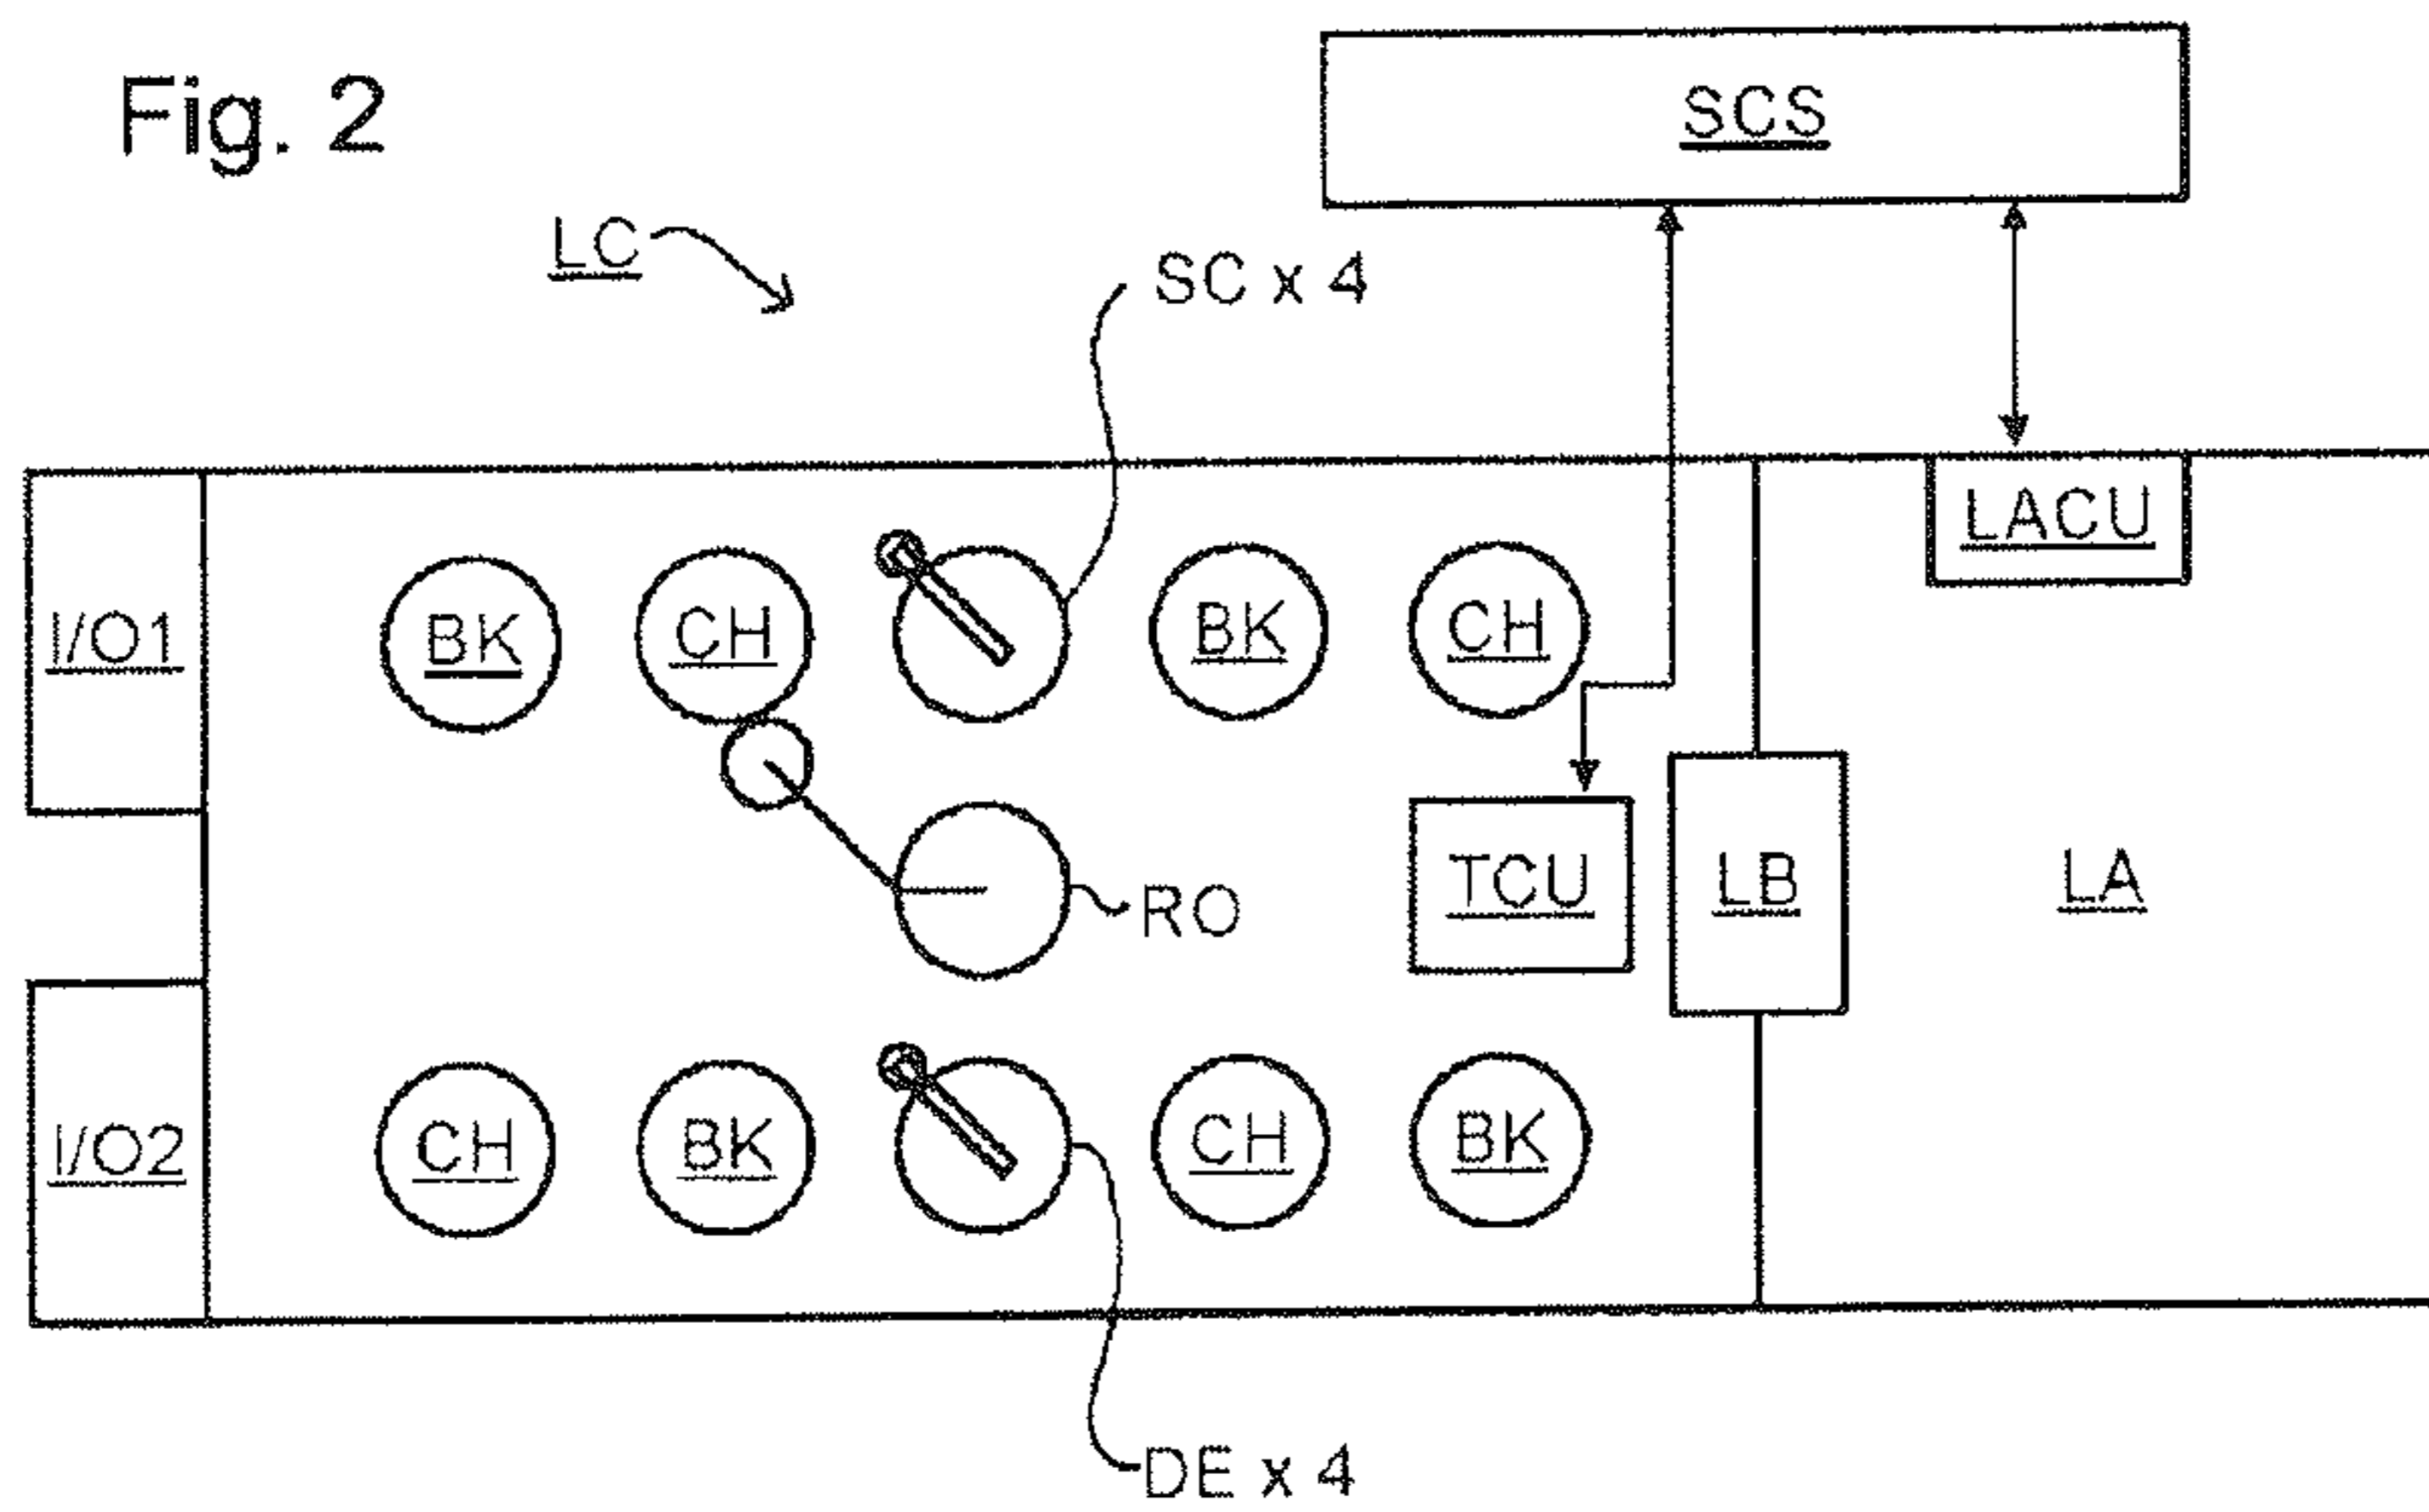 Fig. 2
SCS
LC
SC x 4
LACU
I/O1
BK
CH
BK
CH
TCU
LB
LA
RO
I/O2
CH
BK
CH
BK
DE x 4